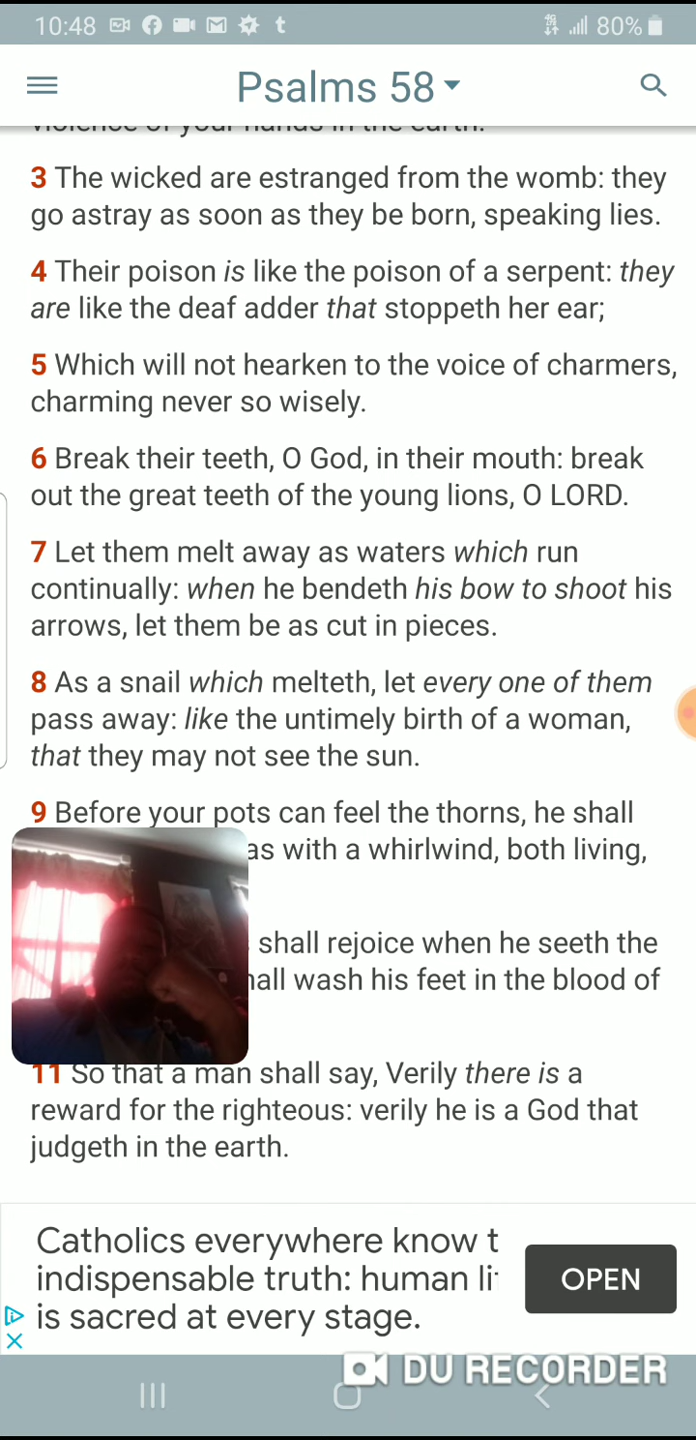 10:48 t 4G 80%
Psalms 58
violence of your hands in the earth.
3 The wicked are estranged from the womb: they
go astray as soon as they be born, speaking lies.
4 Their poison is like the poison of a serpent: they
are like the deaf adder that stoppeth her ear;
5 Which will not hearken to the voice of charmers,
charming never so wisely.
6 Break their teeth, O God, in their mouth: break
out the great teeth of the young lions, O LORD.
7 Let them melt away as waters which run
continually: when he bendeth his bow to shoot his
arrows, let them be as cut in pieces.
8 As a snail which melteth, let every one of them
pass away: like the untimely birth of a woman,
that they may not see the sun.
9 Before your pots can feel the thorns, he shall
as with a whirlwind, both living,
shall rejoice when he seeth the
hall wash his feet in the blood of
11 So that a man shall say, Verily there is a
reward for the righteous: verily he is a God that
judgeth in the earth.
Catholics everywhere know t
indispensable truth: human li
is sacred at every stage.
OPEN
DU RECORDER